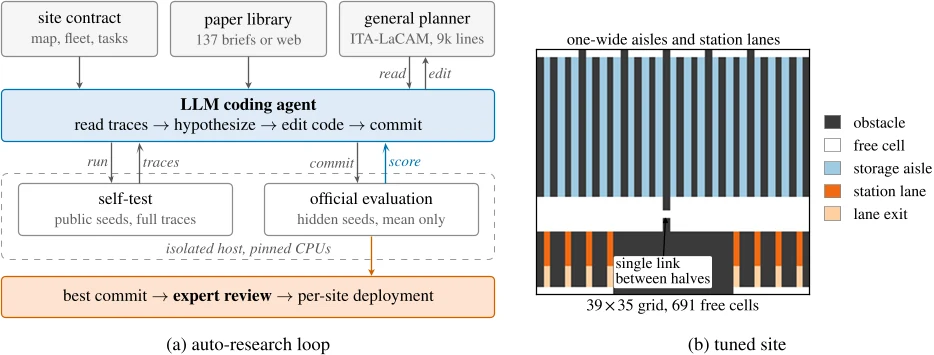 site contract
map, fleet, tasks
paper library
137 briefs or web
general planner
ITA-LaCAM, 9k lines
read
edit
LLM coding agent
read traces → hypothesize → edit code → commit
run
traces
commit
score
self-test
public seeds, full traces
official evaluation
hidden seeds, mean only
isolated host, pinned CPUs
best commit → expert review → per-site deployment
(a) auto-research loop
one-wide aisles and station lanes
single link
between halves
39 × 35 grid, 691 free cells
obstacle
free cell
storage aisle
station lane
lane exit
(b) tuned site